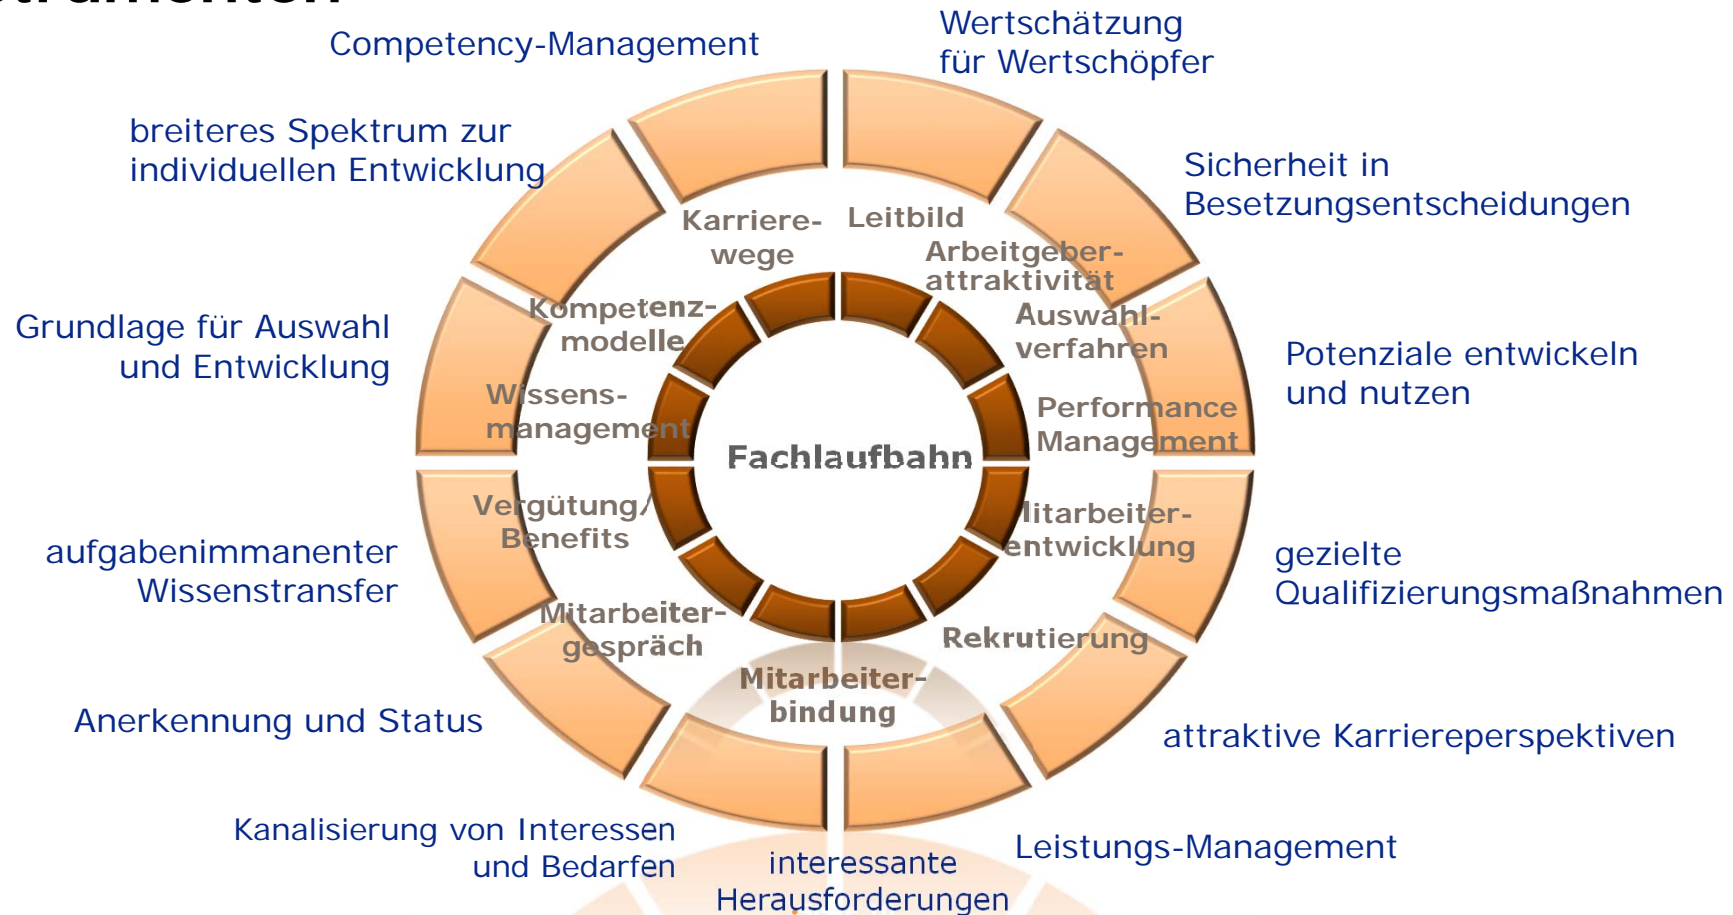 Competency-Management
Wertschätzung
für Wertschöpfer
breiteres Spektrum zur
individuellen Entwicklung
Sicherheit in
Besetzungsentscheidungen
Karriere-
wege
Leitbild
Arbeitgeber-
attraktivität
Kompetenz-
modelle
Auswahl-
verfahren
Grundlage für Auswahl
und Entwicklung
Potenziale entwickeln
und nutzen
Wissens-
management
Performance
Management
Fachlaufbahn
Vergütung/
Benefits
Mitarbeiter-
entwicklung
aufgabenimmanenter
Wissenstransfer
gezielte
Qualifizierungsmaßnahmen
Mitarbeiter-
gespräch
Rekrutierung
Mitarbeiter-
bindung
Anerkennung und Status
attraktive Karriereperspektiven
Kanalisierung von Interessen
und Bedarfen
interessante
Herausforderungen
Leistungs-Management